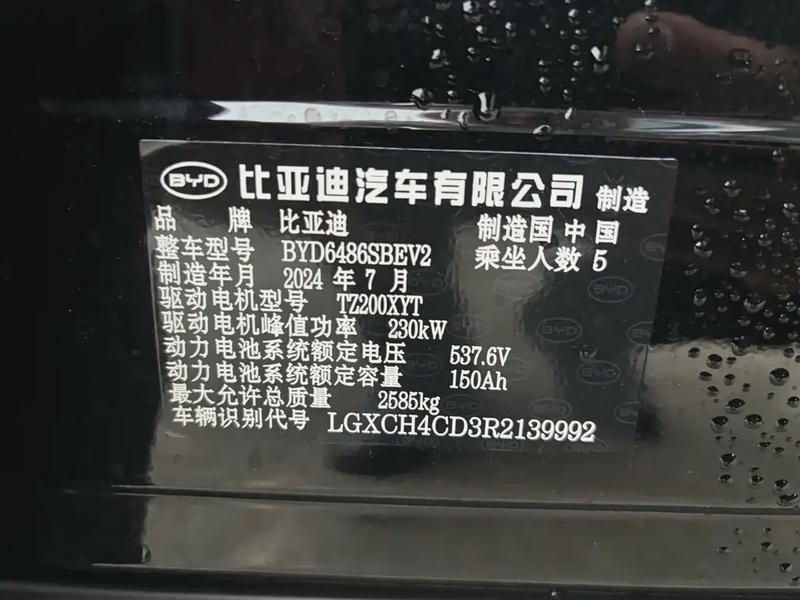 BYD 比亚迪汽车有限公司 制造
品 牌 比亚迪 制造国 中国
整车型号 BYD6486SBEV2 乘坐人数 5
制造年月 2024 年 7 月
驱动电机型号 TZ200XYT
驱动电机峰值功率 230kW
动力电池系统额定电压 537.6V
动力电池系统额定容量 150Ah
最大允许总质量 2585kg
车辆识别代号 LGXCH4CD3R2139992